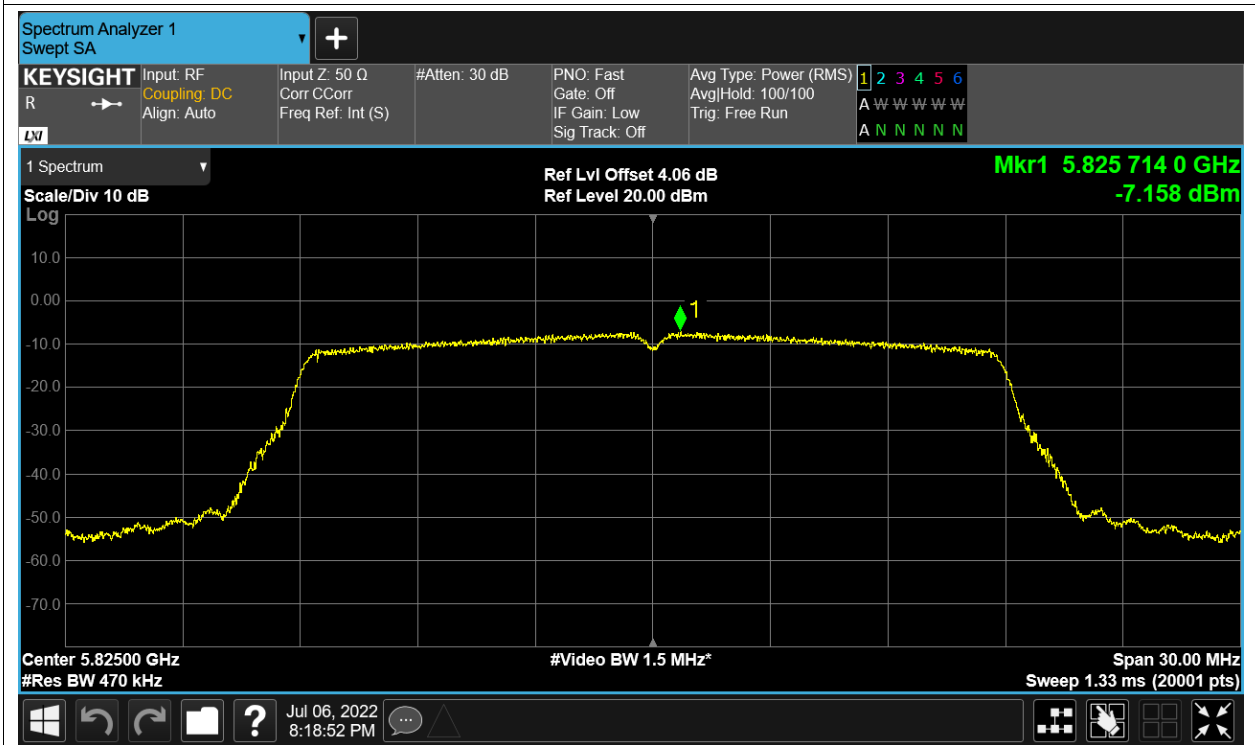 Spectrum Analyzer 1
Swept SA
KEYSIGHT
R
LXI
Input: RF
Coupling: DC
Align: Auto
Input Z: 50 Ω
Corr CCorr
Freq Ref: Int (S)
#Atten: 30 dB
PNO: Fast
Gate: Off
IF Gain: Low
Sig Track: Off
Avg Type: Power (RMS)
Avg|Hold: 100/100
Trig: Free Run
1 2 3 4 5 6
A W W W W W
A N N N N N
1 Spectrum
Scale/Div 10 dB
Ref Lvl Offset 4.06 dB
Ref Level 20.00 dBm
Mkr1 5.825 714 0 GHz
-7.158 dBm
Log
10.0
0.00
-10.0
-20.0
-30.0
-40.0
-50.0
-60.0
-70.0
1
Center 5.82500 GHz
#Res BW 470 kHz
#Video BW 1.5 MHz*
Span 30.00 MHz
Sweep 1.33 ms (20001 pts)
?
Jul 06, 2022
8:18:52 PM